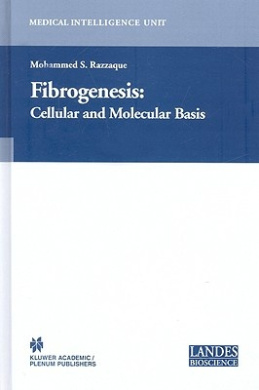 MEDICAL INTELLIGENCE UNIT
Mohammed S. Razzaque
Fibrogenesis:
Cellular and Molecular Basis
KLUWER ACADEMIC /
PLENUM PUBLISHERS
LANDES
BIOSCIENCE